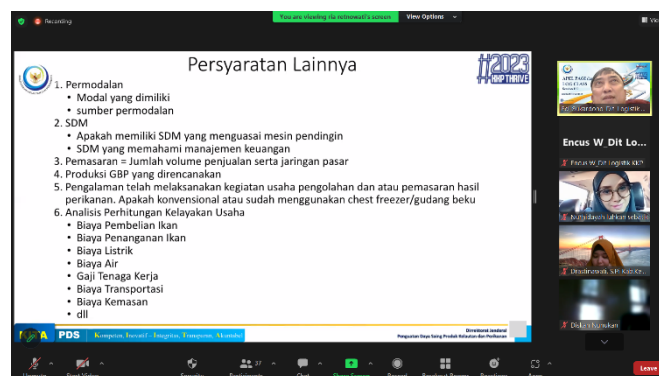 Recording
You are viewing ria retnowati's screen
View Options
Persyaratan Lainnya
#2023
KKP THRIVE
1. Permodalan
• Modal yang dimiliki
• sumber permodalan
2. SDM
• Apakah memiliki SDM yang menguasai mesin pendingin
• SDM yang memahami manajemen keuangan
3. Pemasaran = Jumlah volume penjualan serta jaringan pasar
4. Produksi GBP yang direncanakan
5. Pengalaman telah melaksanakan kegiatan usaha pengolahan dan atau pemasaran hasil
perikanan. Apakah konvensional atau sudah menggunakan chest freezer/gudang beku
6. Analisis Perhitungan Kelayakan Usaha
• Biaya Pembelian Ikan
• Biaya Penanganan Ikan
• Biaya Listrik
• Biaya Air
• Gaji Tenaga Kerja
• Biaya Transportasi
• Biaya Kemasan
• dll
PDS
Direktorat Jenderal
Penguatan Daya Saing Produk Kelautan dan Perikanan
Encus W_Dit Lo...
Encus W_Dit Logistik KKP
Diskan Nunukan
37
Leave